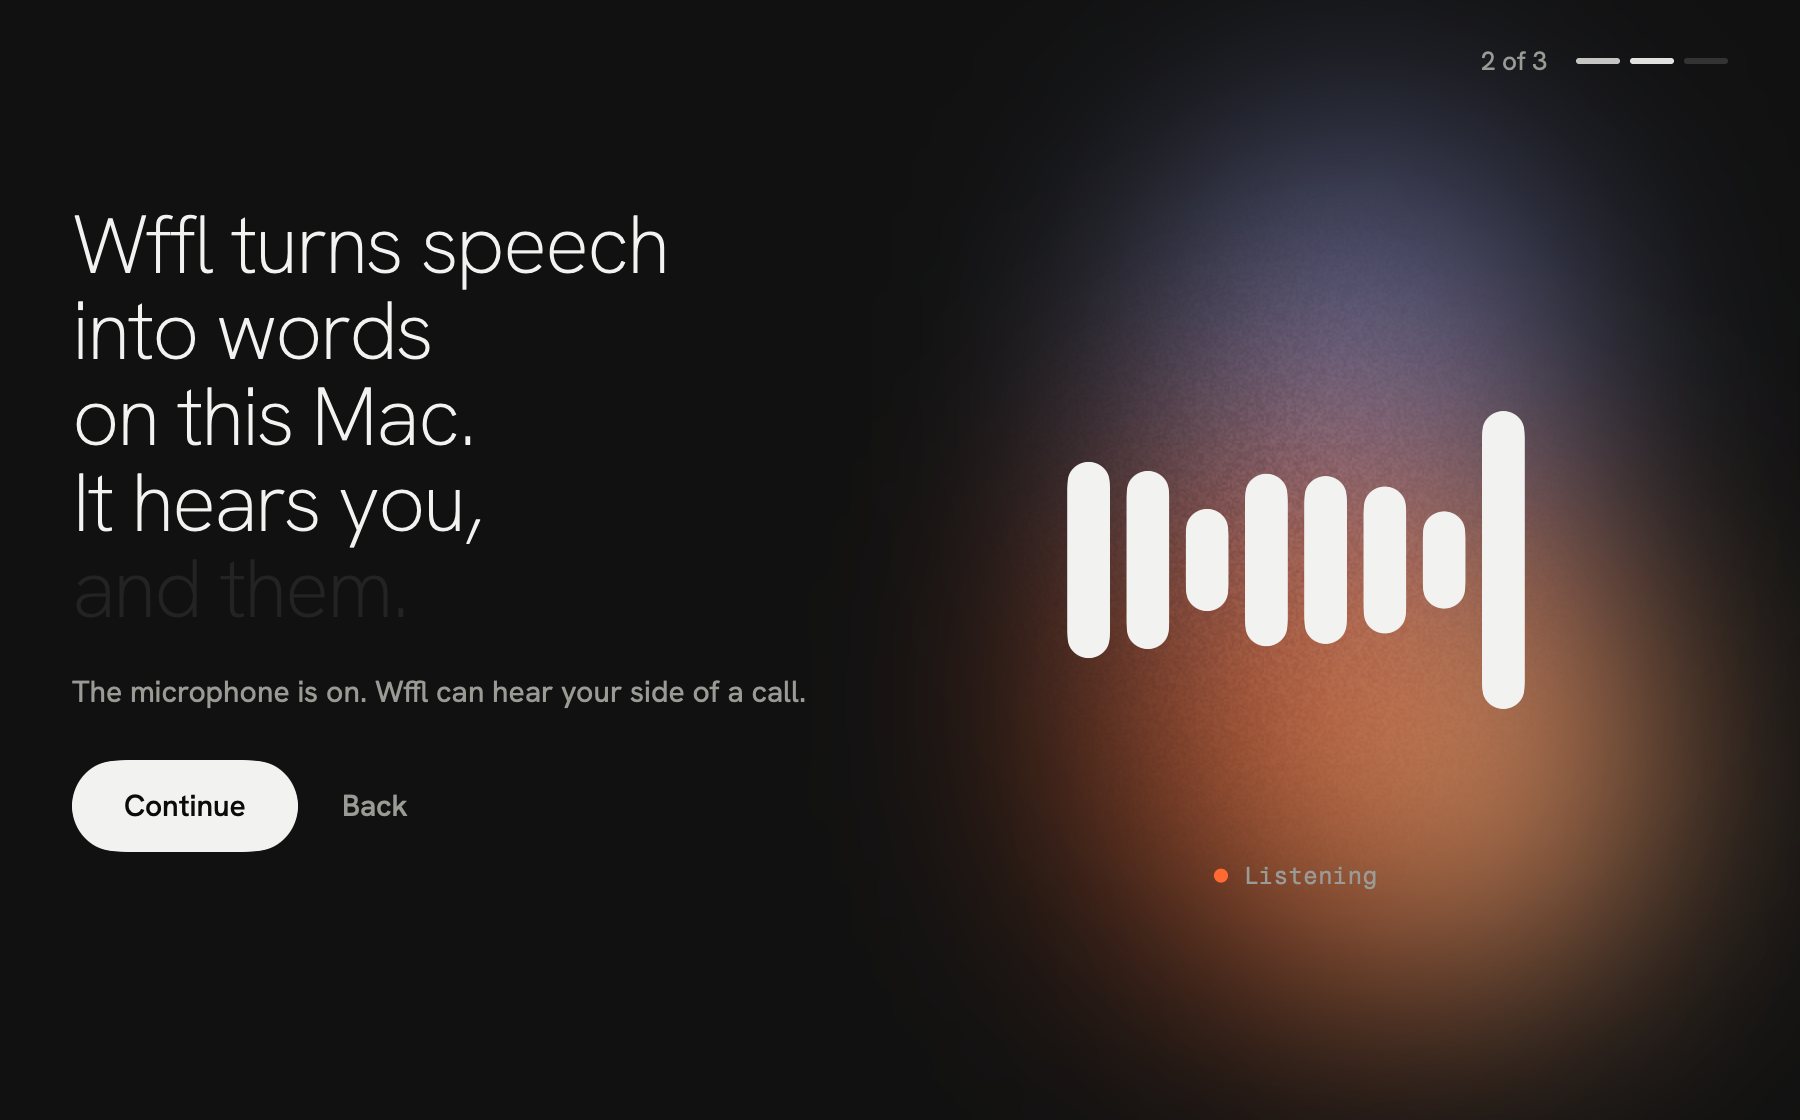 2 of 3
Wffl turns speech
into words
on this Mac.
It hears you,
and them.
The microphone is on. Wffl can hear your side of a call.
Continue
Back
Listening